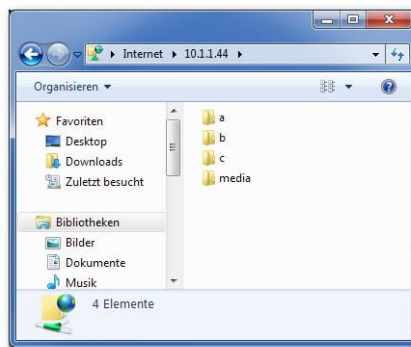 Internet ▸ 10.1.1.44 ▸
Organisieren
Favoriten
Desktop
Downloads
Zuletzt besucht
Bibliotheken
Bilder
Dokumente
Musik
a
b
c
media
4 Elemente